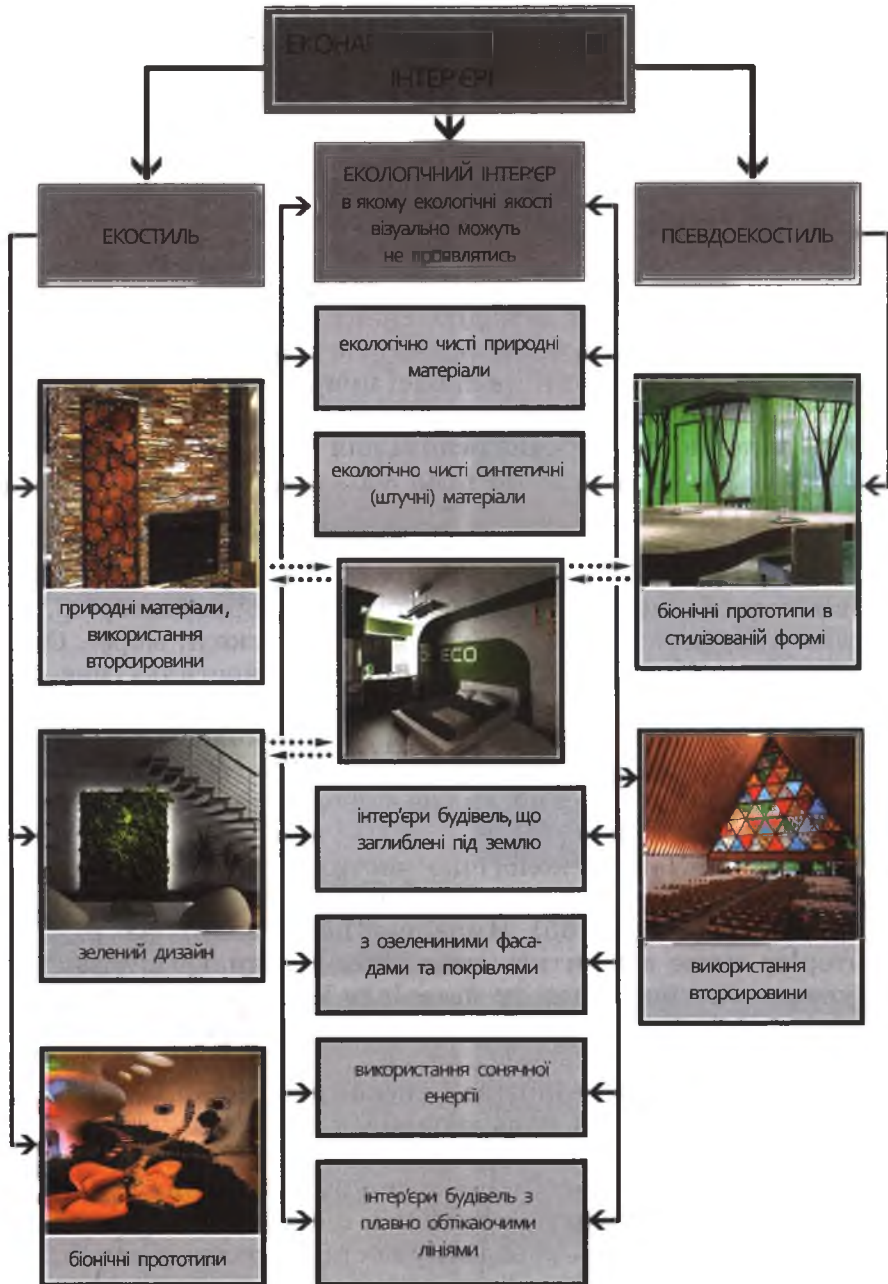 ІНТЕР'ЄРІ
ЕКОСТИЛЬ
ЕКОЛОГІЧНИЙ ІНТЕР'ЄР
в якому екологічні якості
візуально можуть
не проявлятись
ПСЕВДОЕКОСТИЛЬ
екологічно чисті природні
матеріали
екологічно чисті синтетичні
(штучні) матеріали
природні матеріали,
використання
вторсировини
ECO
біонічні прототипи в
стилізованій формі
інтер'єри будівель, що
заглиблені під землю
зелений дизайн
з озелениними фаса-
дами та покрівлями
використання
вторсировини
використання сонячної
енергії
біонічні прототипи
інтер'єри будівель з
плавно обтікаючими
лініями